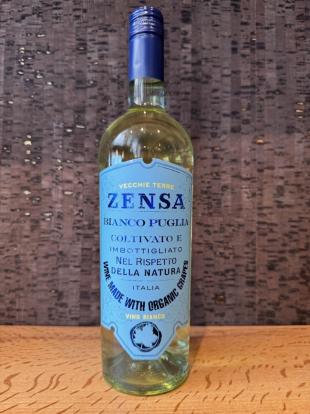 VECCHIE TERRE
ZENSA
BIANCO PUGLIA
COLTIVATO E
IMBOTTIGLIATO
NEL RISPETTO
DELLA NATURA
ITALIA
WINE MADE WITH ORGANIC GRAPES
VINO BIANCO